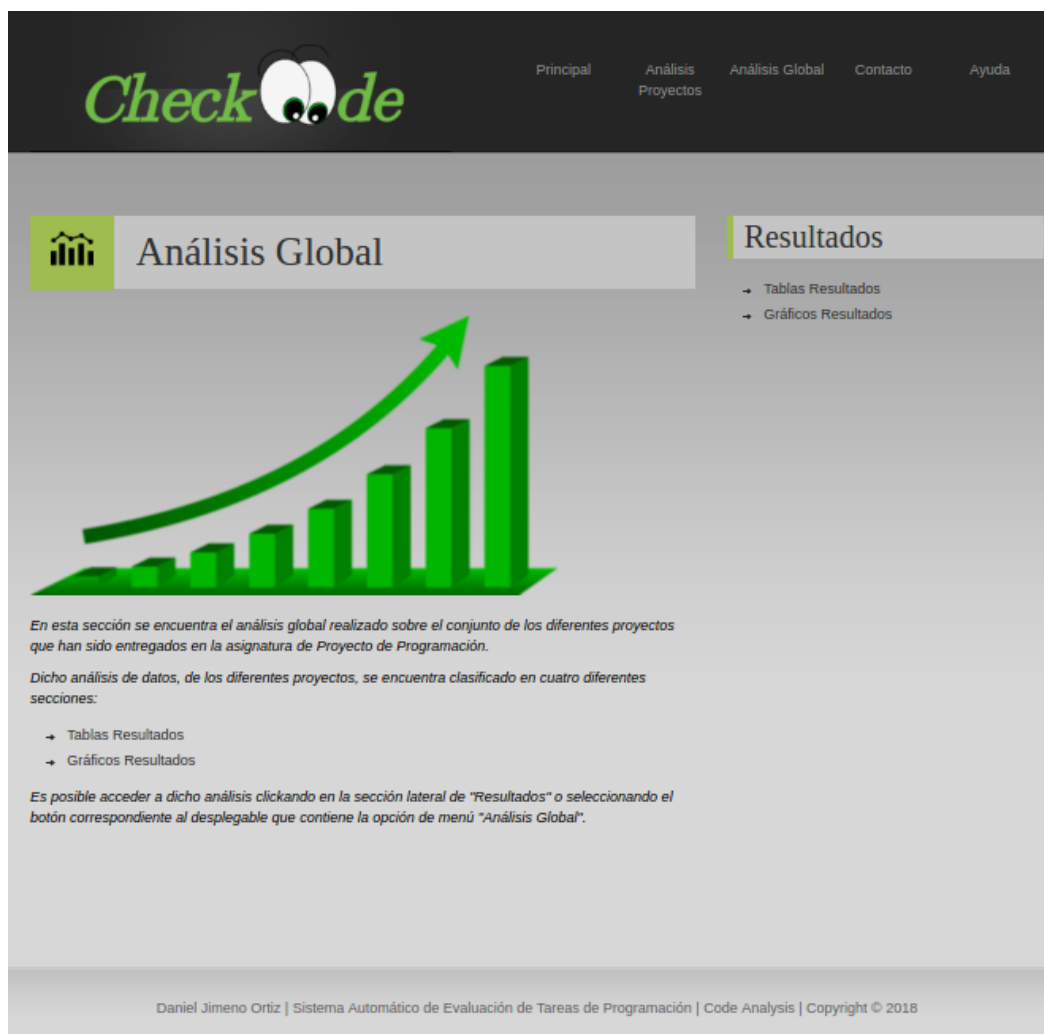 Check de
Principal
Análisis
Proyectos
Análisis Global
Contacto
Ayuda
Análisis Global
Resultados
Tablas Resultados
Gráficos Resultados
En esta sección se encuentra el análisis global realizado sobre el conjunto de los diferentes proyectos
que han sido entregados en la asignatura de Proyecto de Programación.
Dicho análisis de datos, de los diferentes proyectos, se encuentra clasificado en cuatro diferentes
secciones:
Tablas Resultados
Gráficos Resultados
Es posible acceder a dicho análisis clickando en la sección lateral de "Resultados" o seleccionando el
botón correspondiente al desplegable que contiene la opción de menú "Análisis Global".
Daniel Jimeno Ortiz | Sistema Automático de Evaluación de Tareas de Programación | Code Analysis | Copyright © 2018